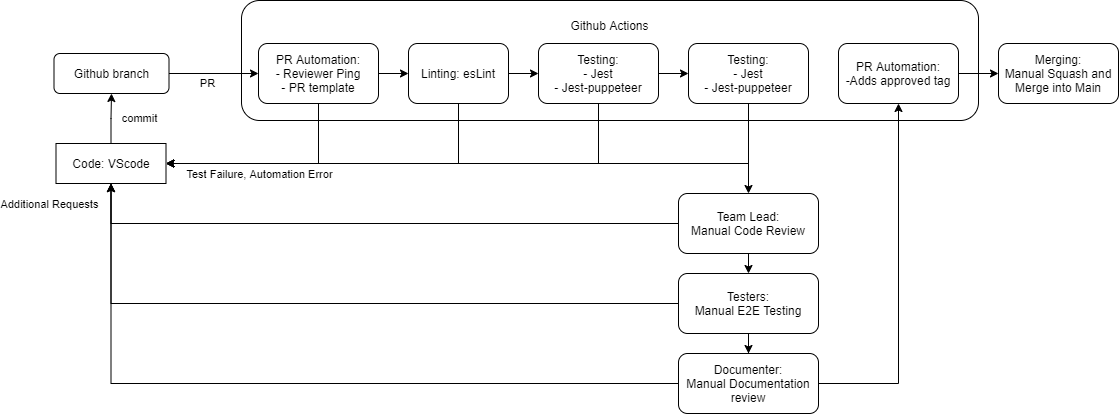 Github Actions
Github branch
PR
PR Automation:
- Reviewer Ping
- PR template
Linting: esLint
Testing:
- Jest
- Jest-puppeteer
Testing:
- Jest
- Jest-puppeteer
PR Automation:
-Adds approved tag
Merging:
Manual Squash and
Merge into Main
commit
Code: VScode
Test Failure, Automation Error
Additional Requests
Team Lead:
Manual Code Review
Testers:
Manual E2E Testing
Documenter:
Manual Documentation
review